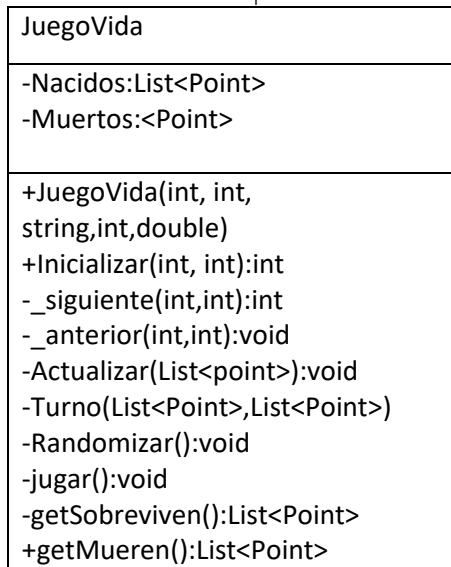 JuegoVida
-Nacidos:List<Point>
-Muertos:<Point>
+JuegoVida(int, int,
string,int,double)
+Inicializar(int, int):int
-_siguiente(int,int):int
-_anterior(int,int):void
-Actualizar(List<point>):void
-Turno(List<Point>,List<Point>)
-Randomizar():void
-jugar():void
-getSobreviven():List<Point>
+getMueren():List<Point>